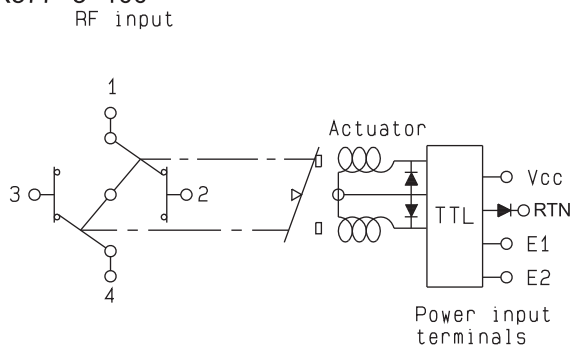 RF input
1
Actuator
3
2
TTL
Vcc
RTN
E1
E2
4
Power input
terminals